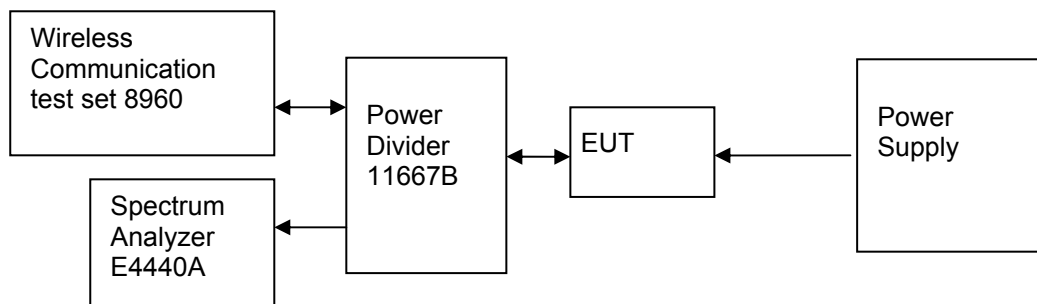 Wireless
Communication
test set 8960
Power
Divider
11667B
EUT
Power
Supply
Spectrum
Analyzer
E4440A